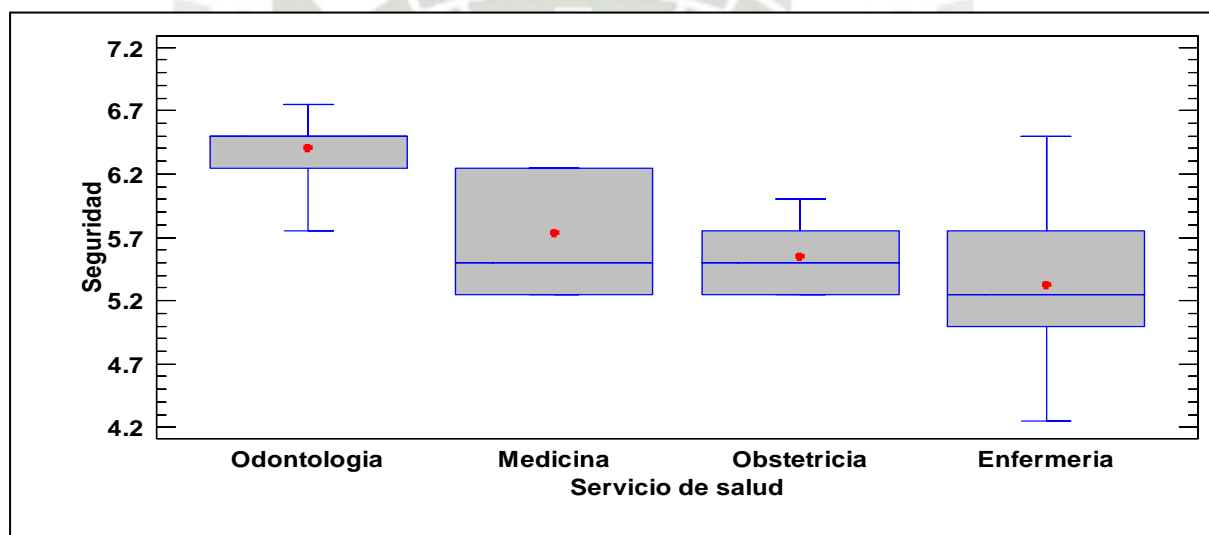 7.2
6.7
6.2
5.7
5.2
4.7
4.2
Seguridad
Odontologia Medicina Obstetricia Enfermeria
Servicio de salud